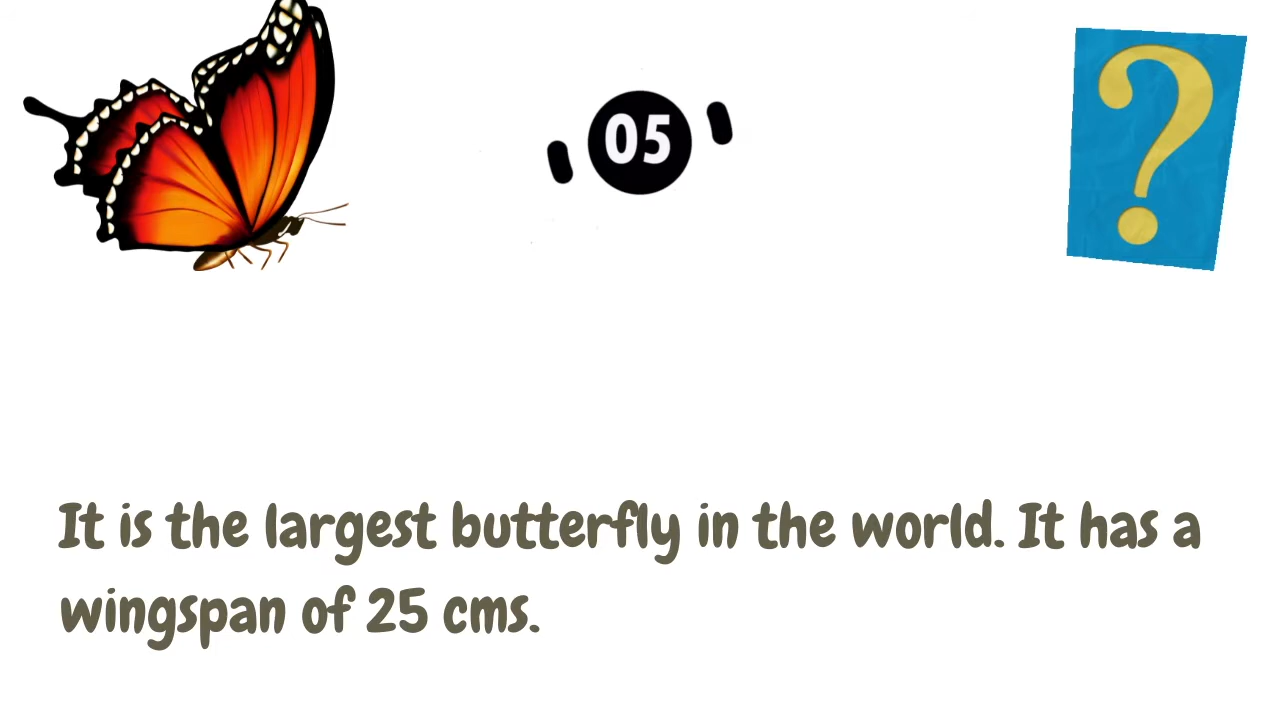 05
?
It is the largest butterfly in the world. It has a
wingspan of 25 cms.